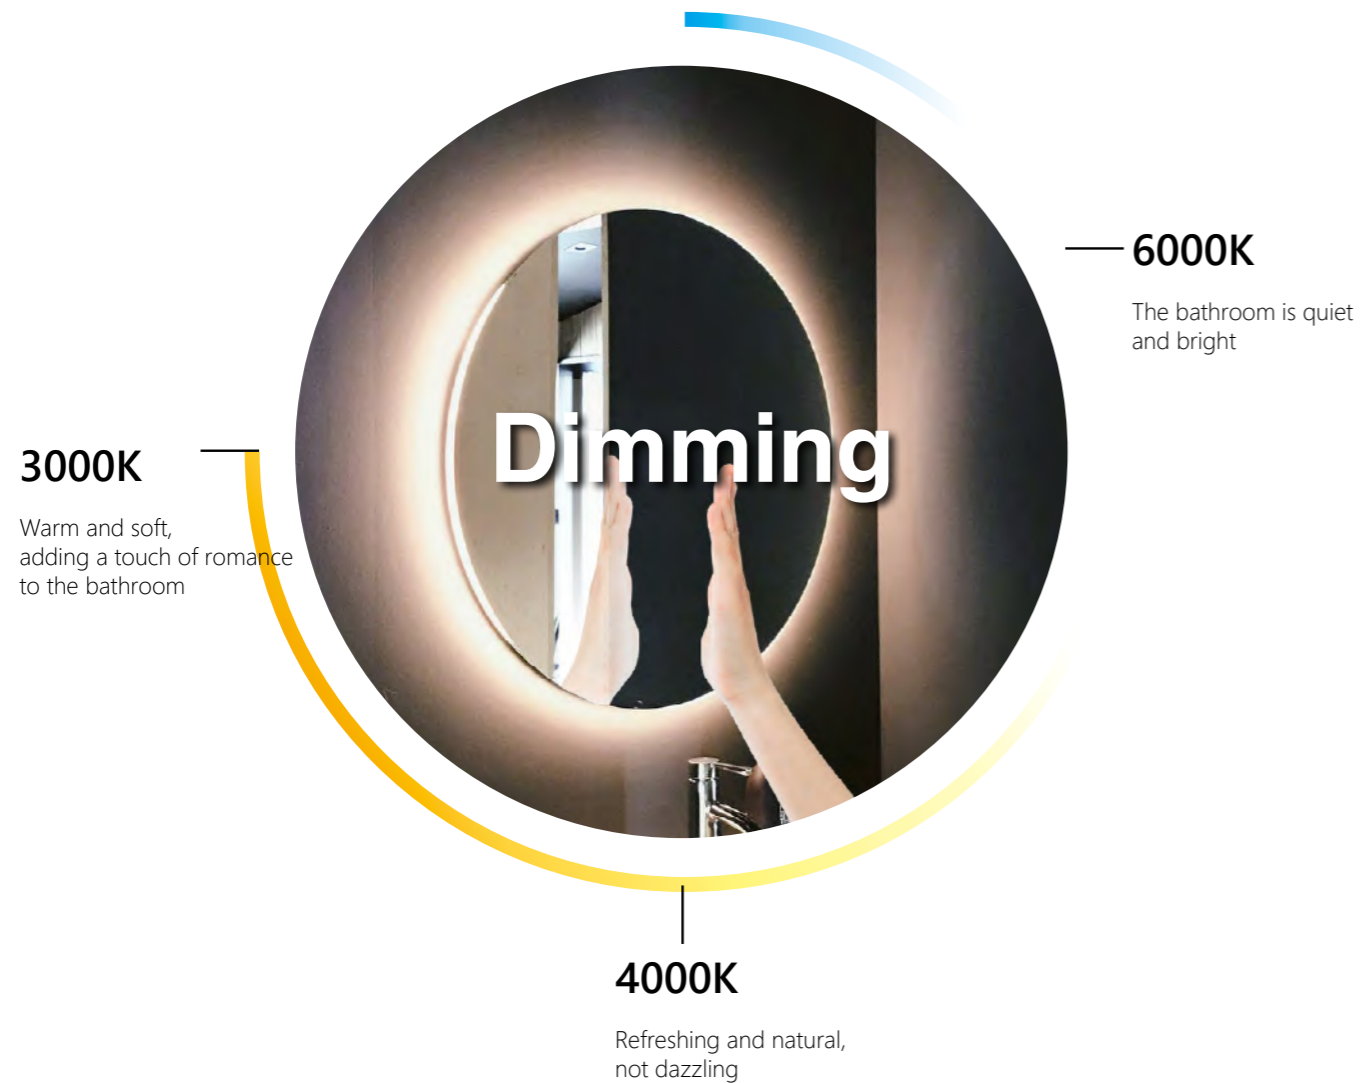 6000K
The bathroom is quiet
and bright
Dimming
3000K
Warm and soft,
adding a touch of romance
to the bathroom
4000K
Refreshing and natural,
not dazzling